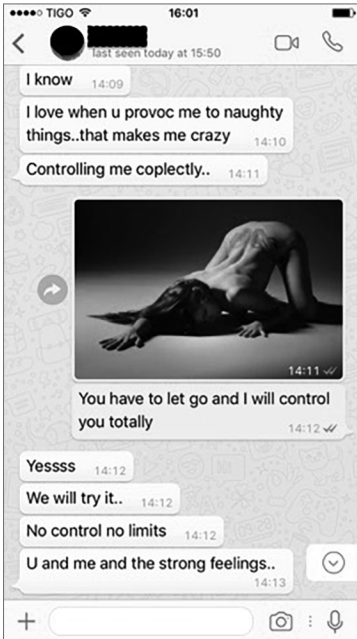 TIGO 16:01
last seen today at 15:50
I know 14:09
I love when u provoc me to naughty
things..that makes me crazy 14:10
Controlling me coplectly.. 14:11
14:11
You have to let go and I will control
you totally 14:12
Yessss 14:12
We will try it.. 14:12
No control no limits 14:12
U and me and the strong feelings..
14:13